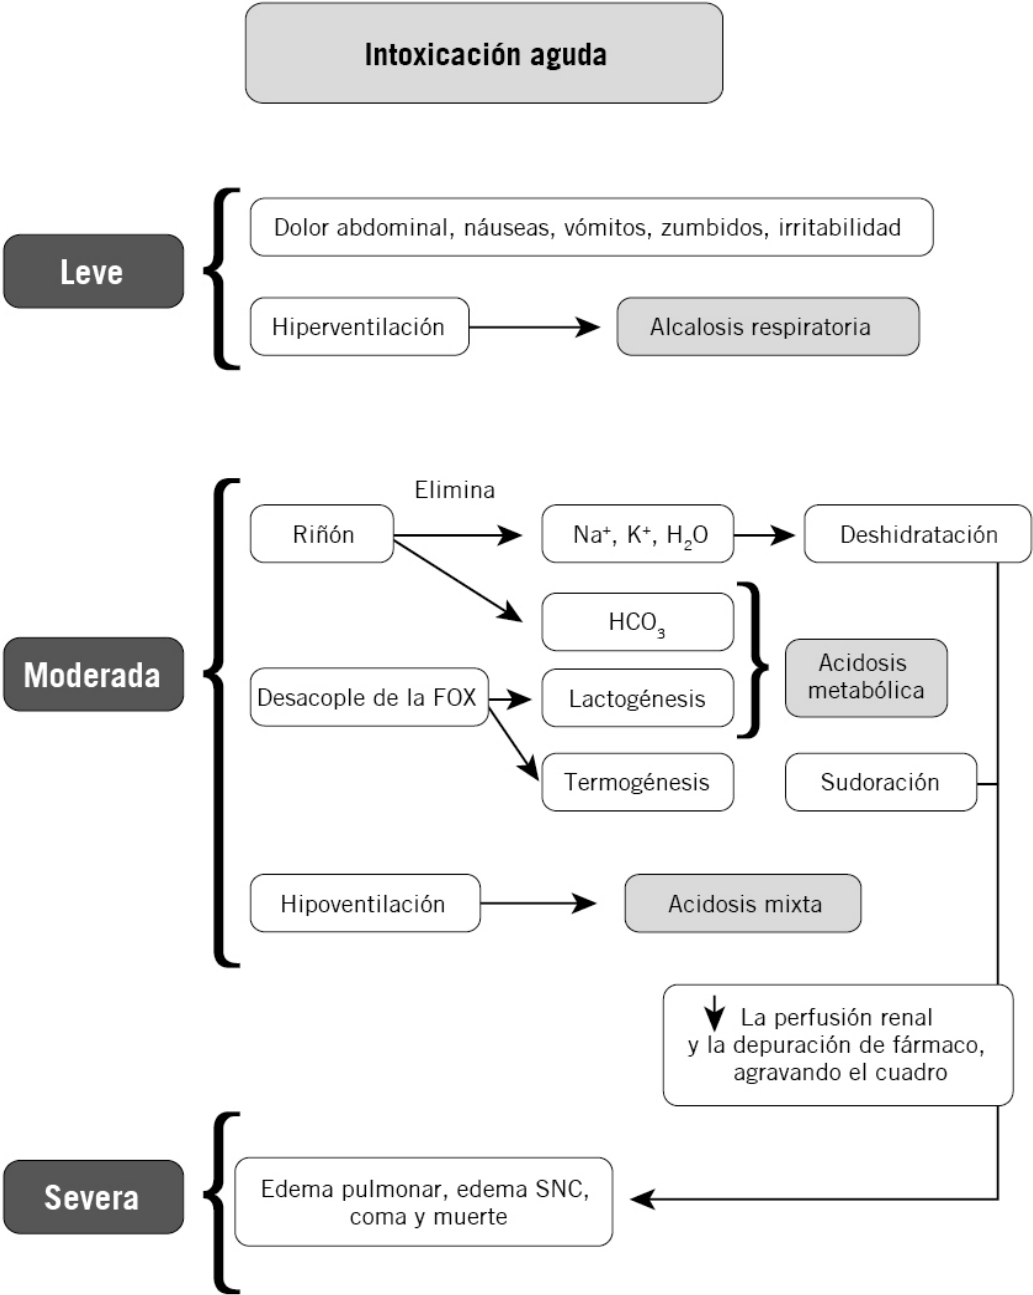 Intoxicación aguda
Leve
Dolor abdominal, náuseas, vómitos, zumbidos, irritabilidad
Hiperventilación
Alcalosis respiratoria
Moderada
Elimina
Riñón
Na⁺, K⁺, H₂O
Deshidratación
HCO₃
Acidosis
metabólica
Desacople de la FOX
Lactogénesis
Termogénesis
Sudoración
Hipoventilación
Acidosis mixta
La perfusión renal
y la depuración de fármaco,
agravando el cuadro
Severa
Edema pulmonar, edema SNC,
coma y muerte